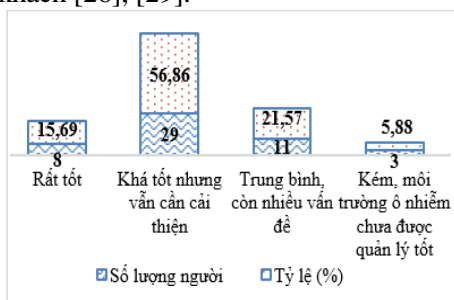 khách [28], [29].
56,86
15,69
21,57
5,88
29
8
11
3
Rất tốt
Khá tốt nhưng vẫn cần cải thiện
Trung bình, còn nhiều vấn đề
Kém, môi trường ô nhiễm chưa được quản lý tốt
Số lượng người
Tỷ lệ (%)